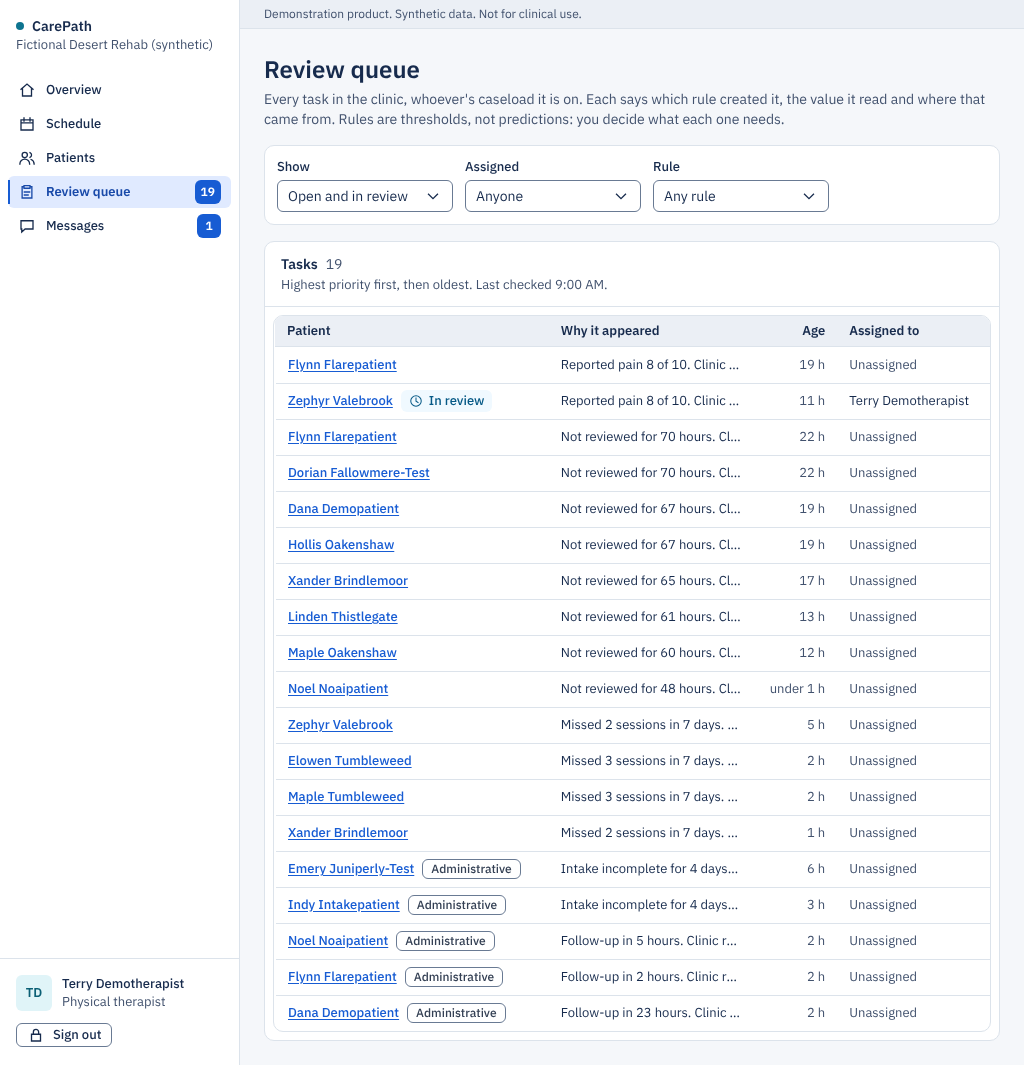 CarePath
Fictional Desert Rehab (synthetic)
Overview
Schedule
Patients
Review queue 19
Messages 1
Terry Demotherapist
TD
Physical therapist
Sign out
Demonstration product. Synthetic data. Not for clinical use.
Review queue
Every task in the clinic, whoever's caseload it is on. Each says which rule created it, the value it read and where that
came from. Rules are thresholds, not predictions: you decide what each one needs.
Show Assigned Rule
Open and in review Anyone Any rule
Tasks 19
Highest priority first, then oldest. Last checked 9:00 AM.
Patient Why it appeared Age Assigned to
Flynn Flarepatient Reported pain 8 of 10. Clinic ... 19 h Unassigned
Zephyr Valebrook In review Reported pain 8 of 10. Clinic ... 11 h Terry Demotherapist
Flynn Flarepatient Not reviewed for 70 hours. Cl... 22 h Unassigned
Dorian Fallowmere-Test Not reviewed for 70 hours. Cl... 22 h Unassigned
Dana Demopatient Not reviewed for 67 hours. Cl... 19 h Unassigned
Hollis Oakenshaw Not reviewed for 67 hours. Cl... 19 h Unassigned
Xander Brindlemoor Not reviewed for 65 hours. Cl... 17 h Unassigned
Linden Thistlegate Not reviewed for 61 hours. Cl... 13 h Unassigned
Maple Oakenshaw Not reviewed for 60 hours. Cl... 12 h Unassigned
Noel Noaipatient Not reviewed for 48 hours. Cl... under 1 h Unassigned
Zephyr Valebrook Missed 2 sessions in 7 days. ... 5 h Unassigned
Elowen Tumbleweed Missed 3 sessions in 7 days. ... 2 h Unassigned
Maple Tumbleweed Missed 3 sessions in 7 days. ... 2 h Unassigned
Xander Brindlemoor Missed 2 sessions in 7 days. ... 1 h Unassigned
Emery Juniperly-Test Administrative Intake incomplete for 4 days... 6 h Unassigned
Indy Intakepatient Administrative Intake incomplete for 4 days... 3 h Unassigned
Noel Noaipatient Administrative Follow-up in 5 hours. Clinic r... 2 h Unassigned
Flynn Flarepatient Administrative Follow-up in 2 hours. Clinic r... 2 h Unassigned
Dana Demopatient Administrative Follow-up in 23 hours. Clinic ... 2 h Unassigned